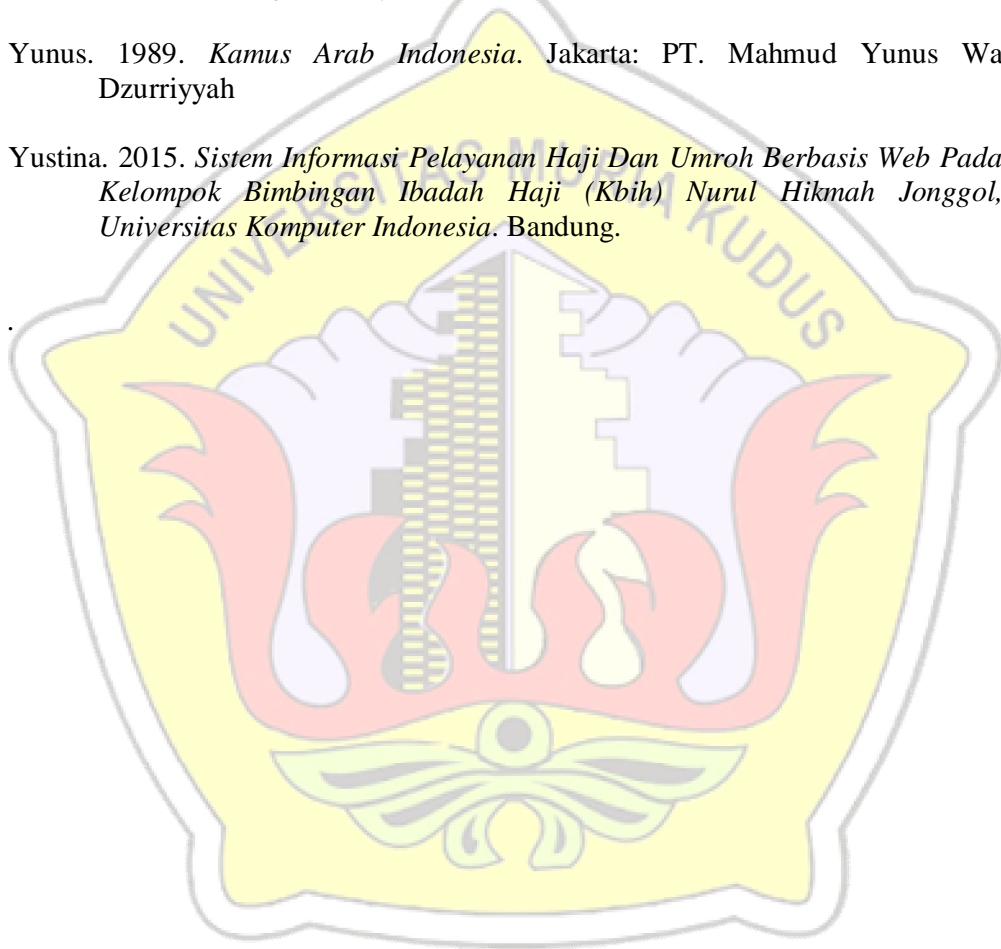 Yunus. 1989. Kamus Arab Indonesia. Jakarta: PT. Mahmud Yunus Wa
Dzurriyyah
Yustina. 2015. Sistem Informasi Pelayanan Haji Dan Umroh Berbasis Web Pada
Kelompok Bimbingan Ibadah Haji (Kbih) Nurul Hikmah Jonggol,
Universitas Komputer Indonesia. Bandung.
.
UNIVERSITAS MURIA KUDUS